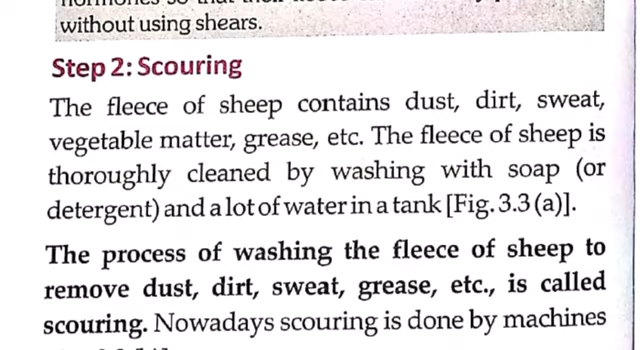 without using shears.
Step 2: Scouring
The fleece of sheep contains dust, dirt, sweat,
vegetable matter, grease, etc. The fleece of sheep is
thoroughly cleaned by washing with soap (or
detergent) and a lot of water in a tank [Fig. 3.3 (a)].
The process of washing the fleece of sheep to
remove dust, dirt, sweat, grease, etc., is called
scouring. Nowadays scouring is done by machines